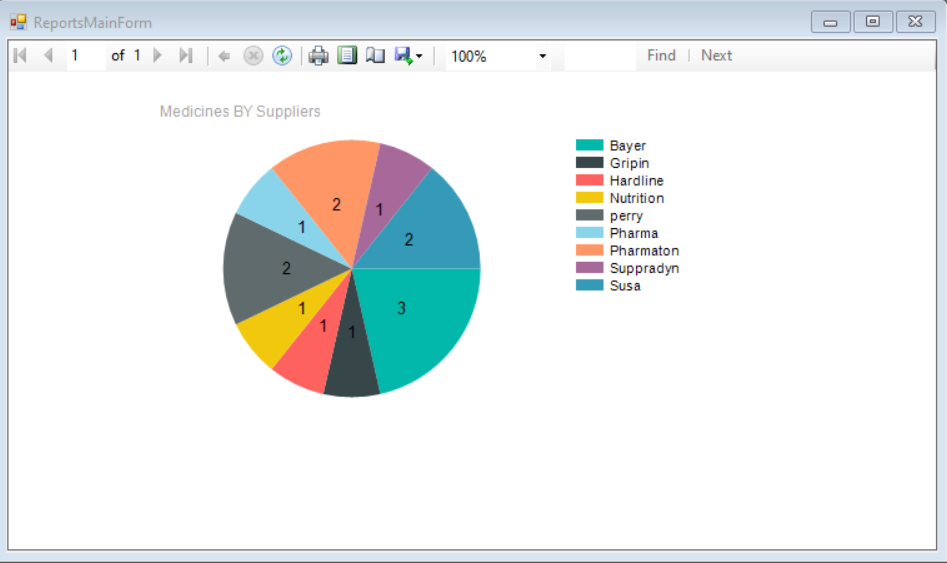 ReportsMainForm
1 of 1 100% Find | Next
Medicines BY Suppliers
Bayer
Gripin
Hardline
Nutrition
perry
Pharma
Pharmaton
Suppradyn
Susa
2
1
1
2
2
1
3
1
1